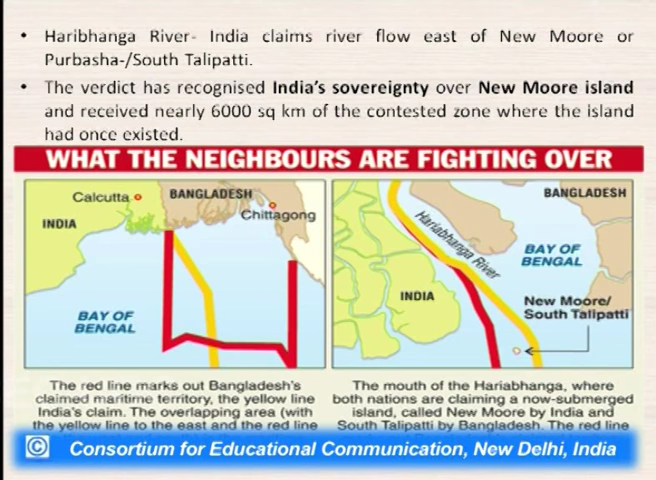 • Haribhanga River- India claims river flow east of New Moore or
Purbasha-/South Talipatti.
• The verdict has recognised India's sovereignty over New Moore island
and received nearly 6000 sq km of the contested zone where the island
had once existed.
WHAT THE NEIGHBOURS ARE FIGHTING OVER
Calcutta
BANGLADESH
Chittagong
INDIA
BAY OF
BENGAL
BANGLADESH
Hariabhanga River
BAY OF
BENGAL
INDIA
New Moore/
South Talipatti
The red line marks out Bangladesh's
claimed maritime territory, the yellow line
India's claim. The overlapping area (with
the yellow line to the east and the red line
The mouth of the Hariabhanga, where
both nations are claiming a now-submerged
island, called New Moore by India and
South Talipatti by Bangladesh. The red line
© Consortium for Educational Communication, New Delhi, India